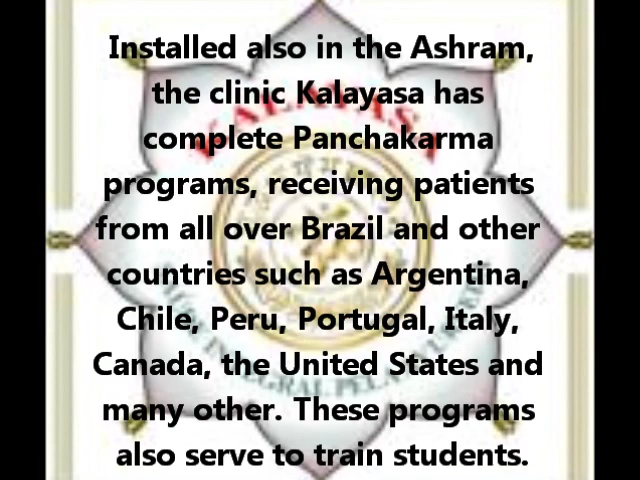 Installed also in the Ashram,
the clinic Kalayasa has
complete Panchakarma
programs, receiving patients
from all over Brazil and other
countries such as Argentina,
Chile, Peru, Portugal, Italy,
Canada, the United States and
many other. These programs
also serve to train students.
KALAYASA